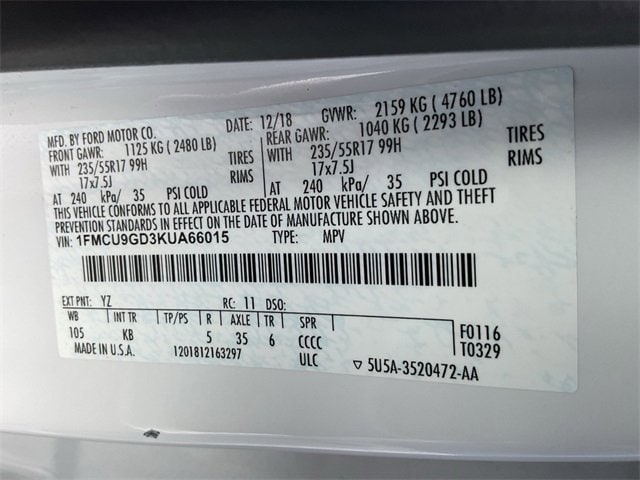 MFD. BY FORD MOTOR CO. DATE: 12/18 GVWR: 2159 KG ( 4760 LB)
FRONT GAWR: 1125 KG ( 2480 LB) REAR GAWR: 1040 KG ( 2293 LB)
WITH 235/55R17 99H TIRES WITH 235/55R17 99H TIRES
17x7.5J RIMS 17x7.5J RIMS
AT 240 kPa/ 35 PSI COLD AT 240 kPa/ 35 PSI COLD
THIS VEHICLE CONFORMS TO ALL APPLICABLE FEDERAL MOTOR VEHICLE SAFETY AND THEFT
PREVENTION STANDARDS IN EFFECT ON THE DATE OF MANUFACTURE SHOWN ABOVE.
VIN: 1FMCU9GD3KUA66015 TYPE: MPV
EXT PNT: YZ RC: 11 DSO:
WB INT TR TP/PS R AXLE TR SPR F0116
105 KB 5 35 6 CCCC T0329
MADE IN U.S.A. 1201812163297 ULC ▽ 5U5A-3520472-AA